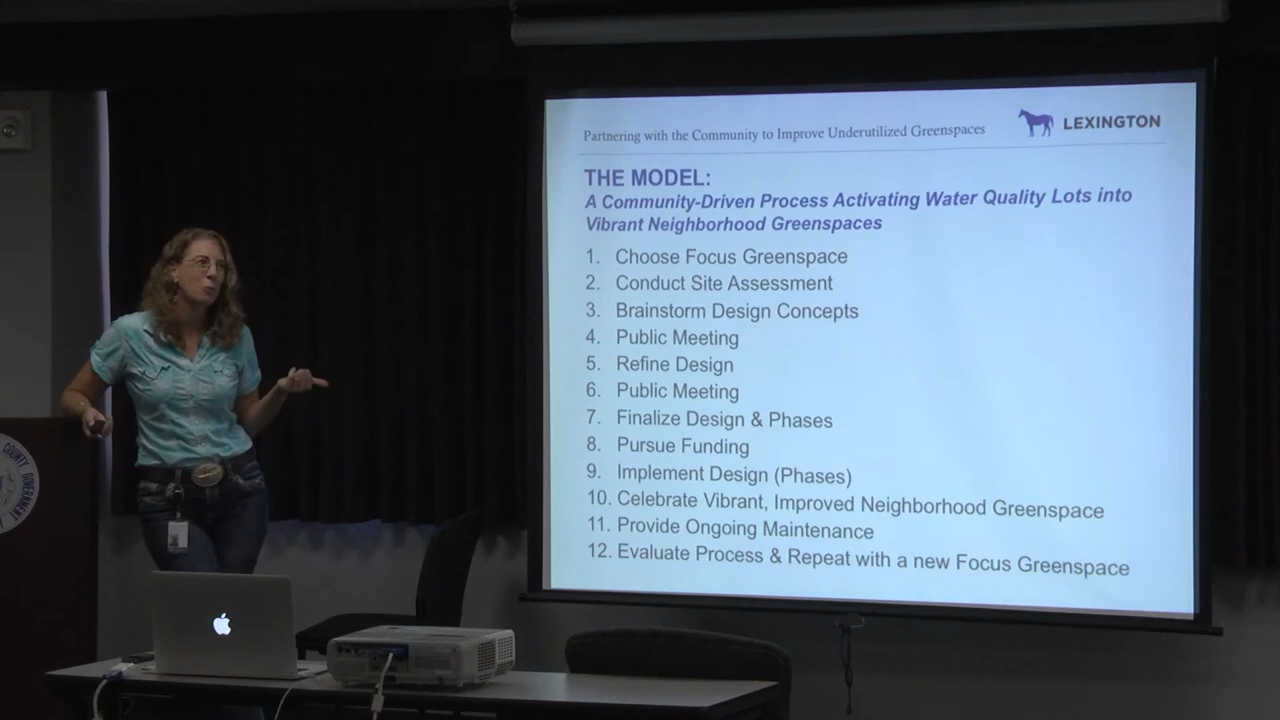 Partnering with the Community to Improve Underutilized Greenspaces
LEXINGTON
THE MODEL:
A Community-Driven Process Activating Water Quality Lots into
Vibrant Neighborhood Greenspaces
1. Choose Focus Greenspace
2. Conduct Site Assessment
3. Brainstorm Design Concepts
4. Public Meeting
5. Refine Design
6. Public Meeting
7. Finalize Design & Phases
8. Pursue Funding
9. Implement Design (Phases)
10. Celebrate Vibrant, Improved Neighborhood Greenspace
11. Provide Ongoing Maintenance
12. Evaluate Process & Repeat with a new Focus Greenspace
COUNTY GOVERNMENT